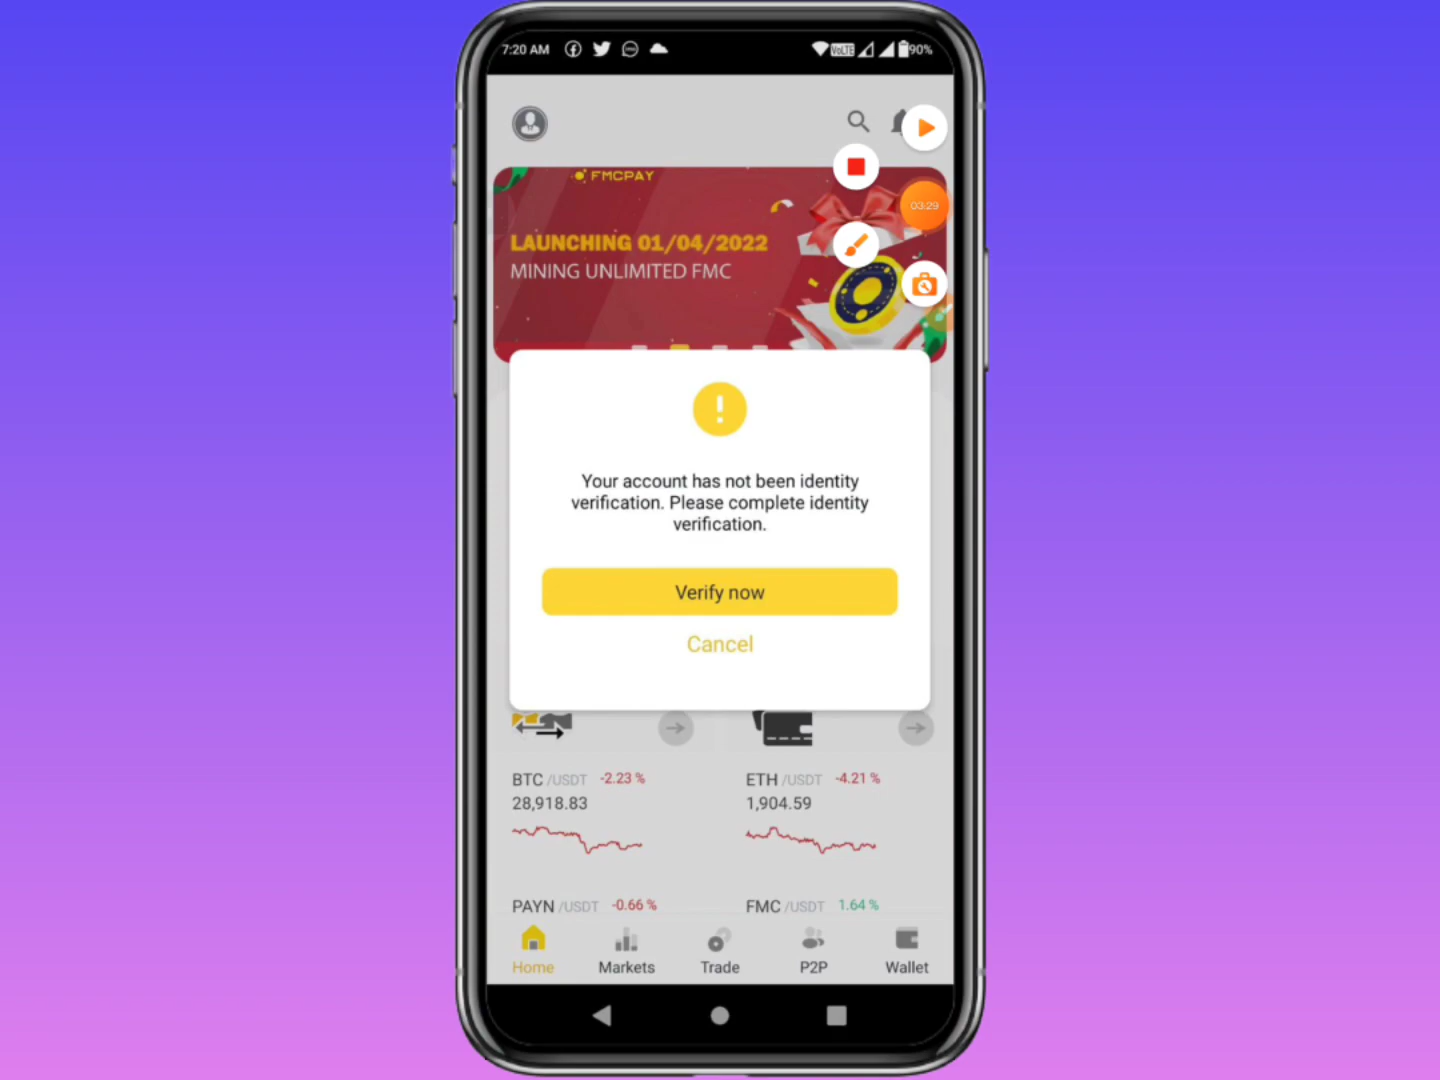 7:20 AM
VoLTE
90%
FMCPAY
LAUNCHING 01/04/2022
MINING UNLIMITED FMC
03:29
Your account has not been identity
verification. Please complete identity
verification.
Verify now
Cancel
BTC /USDT -2.23 %
28,918.83
ETH /USDT -4.21 %
1,904.59
PAYN /USDT -0.66 %
FMC /USDT 1.64 %
Home
Markets
Trade
P2P
Wallet